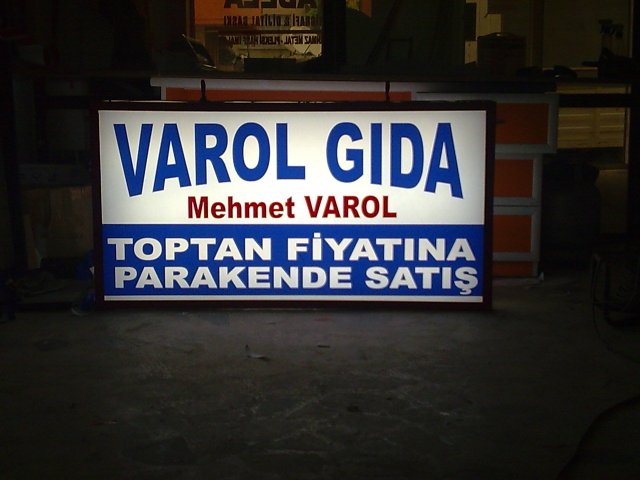 VAROL GIDA
Mehmet VAROL
TOPTAN FİYATINA
PARAKENDE SATIŞ